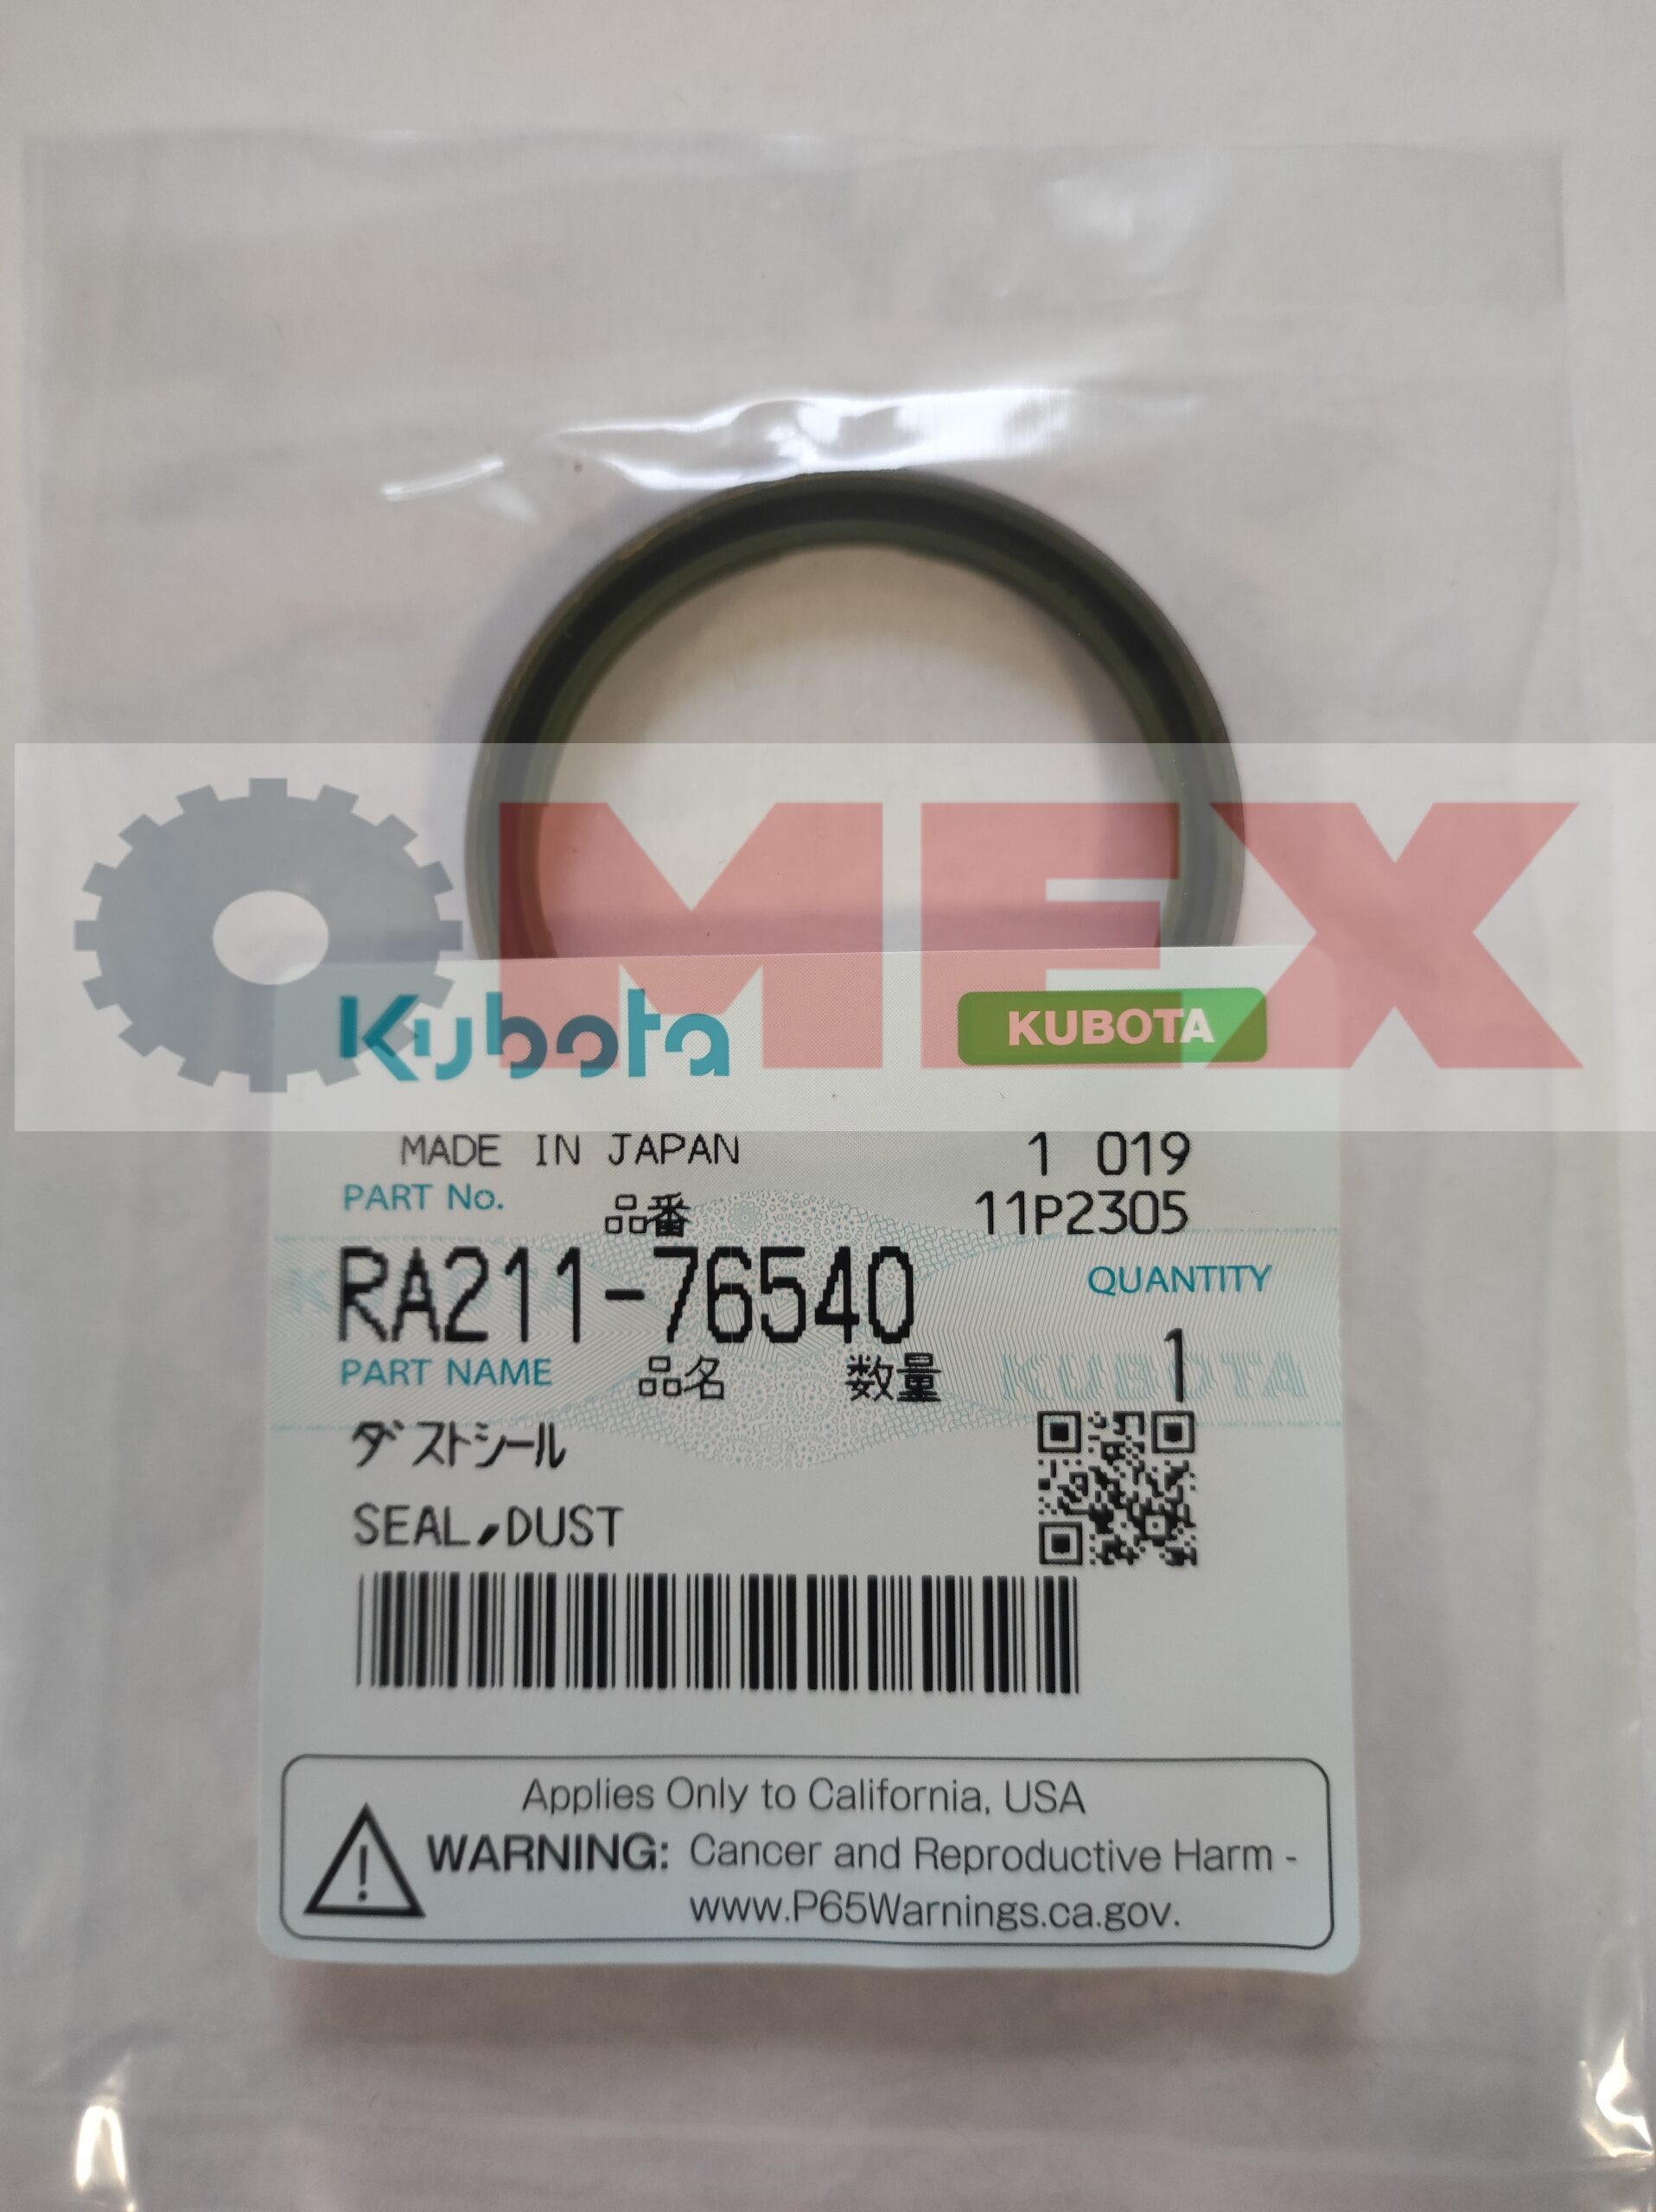 OMEX
Kubota KUBOTA
MADE IN JAPAN 1 019
PART No. 品番 11P2305
RA211-76540 QUANTITY
1
PART NAME 品名 数量
KUBOTA
ダストシール
SEAL,DUST
Applies Only to California, USA
WARNING: Cancer and Reproductive Harm -
www.P65Warnings.ca.gov.